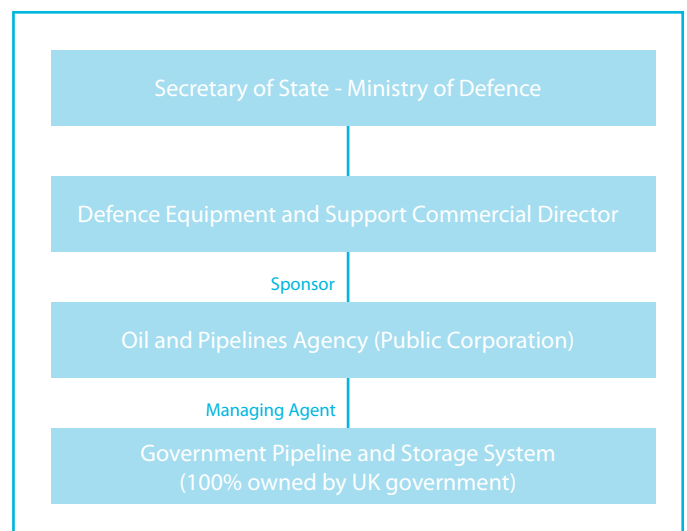 Secretary of State - Ministry of Defence
Defence Equipment and Support Commercial Director
Sponsor
Oil and Pipelines Agency (Public Corporation)
Managing Agent
Government Pipeline and Storage System
(100% owned by UK government)